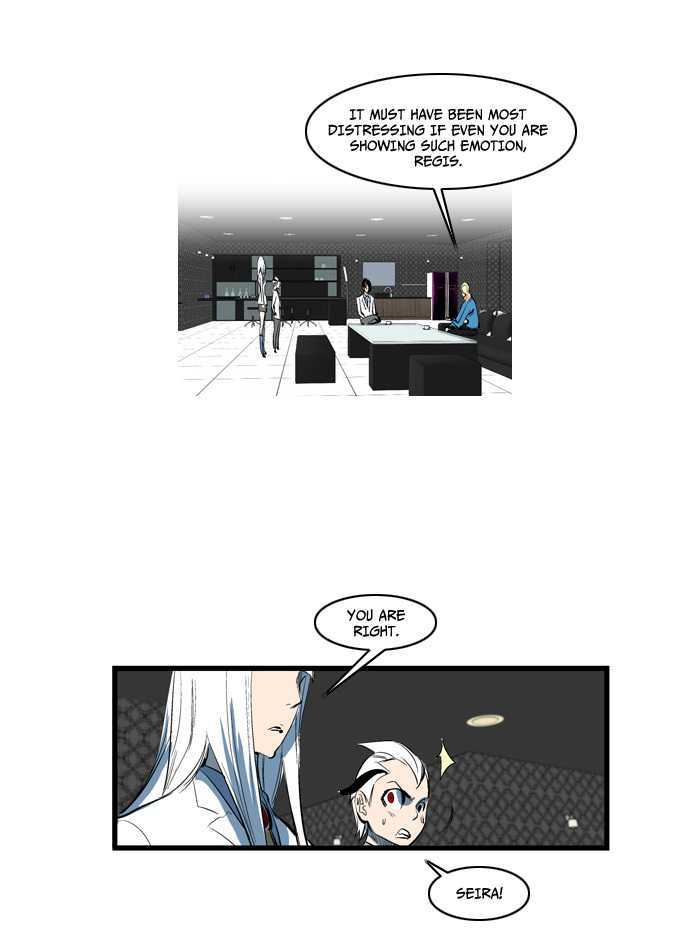 IT MUST HAVE BEEN MOST
DISTRESSING IF EVEN YOU ARE
SHOWING SUCH EMOTION,
REGIS.
YOU ARE
RIGHT.
SEIRA!